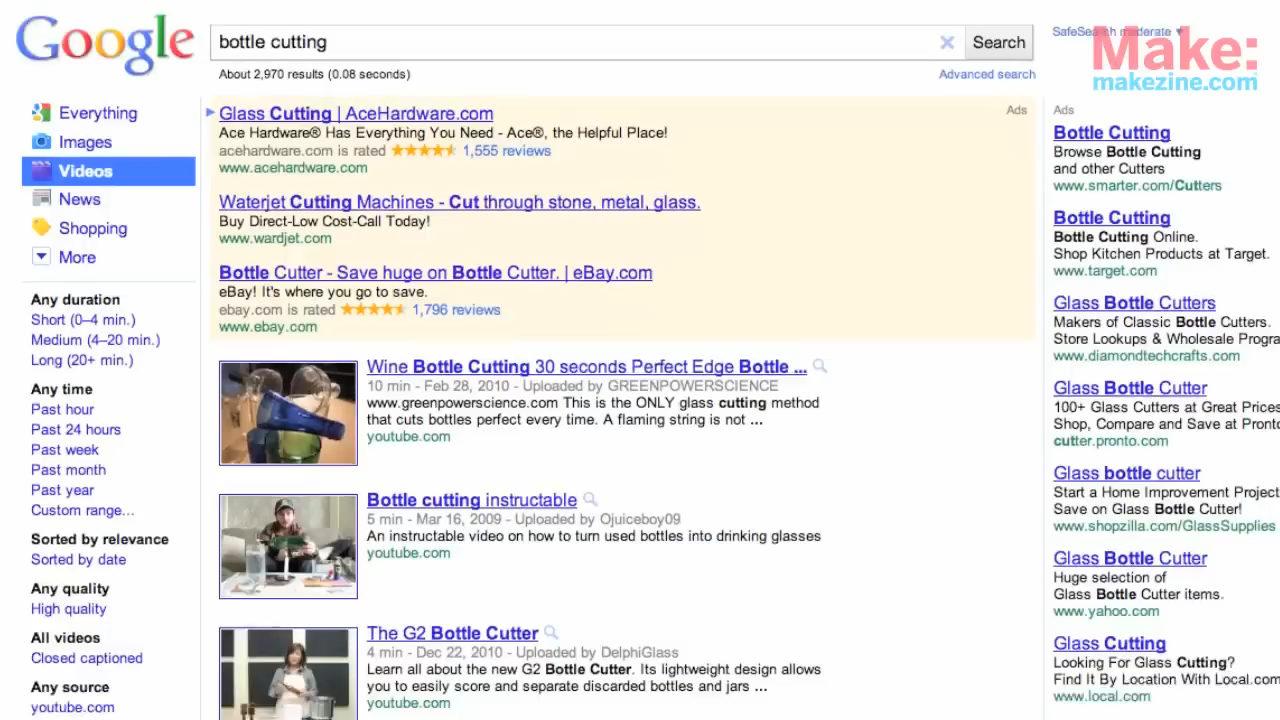 Google
bottle cutting
Search
SafeSearch moderate ▼
Make:
makezine.com
About 2,970 results (0.08 seconds)
Advanced search
Everything
Images
Videos
News
Shopping
More
Any duration
Short (0–4 min.)
Medium (4–20 min.)
Long (20+ min.)
Any time
Past hour
Past 24 hours
Past week
Past month
Past year
Custom range...
Sorted by relevance
Sorted by date
Any quality
High quality
All videos
Closed captioned
Any source
youtube.com
Ads
Glass Cutting | AceHardware.com
Ace Hardware® Has Everything You Need - Ace®, the Helpful Place!
acehardware.com is rated 1,555 reviews
www.acehardware.com
Waterjet Cutting Machines - Cut through stone, metal, glass.
Buy Direct-Low Cost-Call Today!
www.wardjet.com
Bottle Cutter - Save huge on Bottle Cutter. | eBay.com
eBay! It's where you go to save.
ebay.com is rated 1,796 reviews
www.ebay.com
Wine Bottle Cutting 30 seconds Perfect Edge Bottle ...
10 min - Feb 28, 2010 - Uploaded by GREENPOWERSCIENCE
www.greenpowerscience.com This is the ONLY glass cutting method
that cuts bottles perfect every time. A flaming string is not ...
youtube.com
Bottle cutting instructable
5 min - Mar 16, 2009 - Uploaded by Ojuiceboy09
An instructable video on how to turn used bottles into drinking glasses
youtube.com
The G2 Bottle Cutter
4 min - Dec 22, 2010 - Uploaded by DelphiGlass
Learn all about the new G2 Bottle Cutter. Its lightweight design allows
you to easily score and separate discarded bottles and jars ...
youtube.com
Ads
Bottle Cutting
Browse Bottle Cutting
and other Cutters
www.smarter.com/Cutters
Bottle Cutting
Bottle Cutting Online.
Shop Kitchen Products at Target.
www.target.com
Glass Bottle Cutters
Makers of Classic Bottle Cutters.
Store Lookups & Wholesale Progra
www.diamondtechcrafts.com
Glass Bottle Cutter
100+ Glass Cutters at Great Prices
Shop, Compare and Save at Pronto
cutter.pronto.com
Glass bottle cutter
Start a Home Improvement Project
Save on Glass Bottle Cutter!
www.shopzilla.com/GlassSupplies
Glass Bottle Cutter
Huge selection of
Glass Bottle Cutter items.
www.yahoo.com
Glass Cutting
Looking For Glass Cutting?
Find It By Location With Local.com
www.local.com